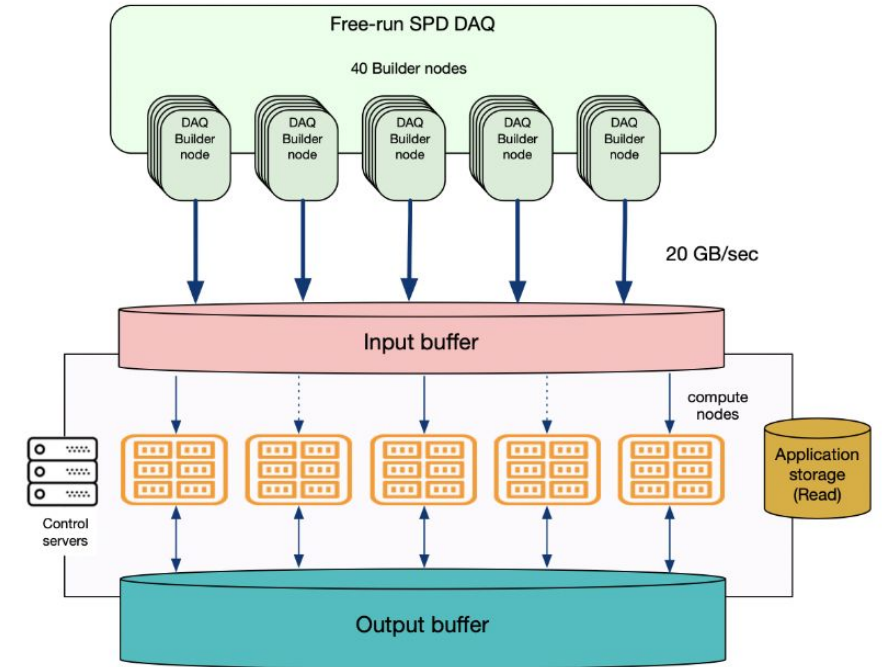 Free-run SPD DAQ
40 Builder nodes
DAQ
Builder
node
DAQ
Builder
node
DAQ
Builder
node
DAQ
Builder
node
DAQ
Builder
node
20 GB/sec
Input buffer
compute
nodes
Application
storage
(Read)
Control
servers
Output buffer